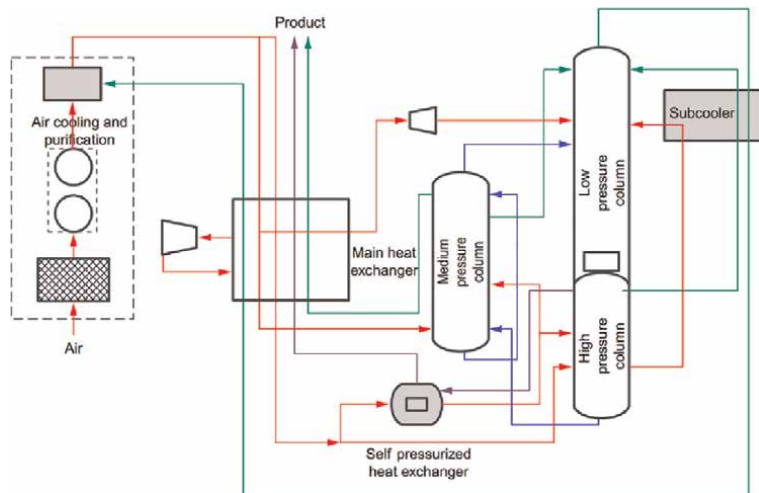 Product
Air cooling and
purification
Subcooler
Low
pressure
column
Main heat
exchanger
Medium
pressure
column
High
pressure
column
Air
Self pressurized
heat exchanger